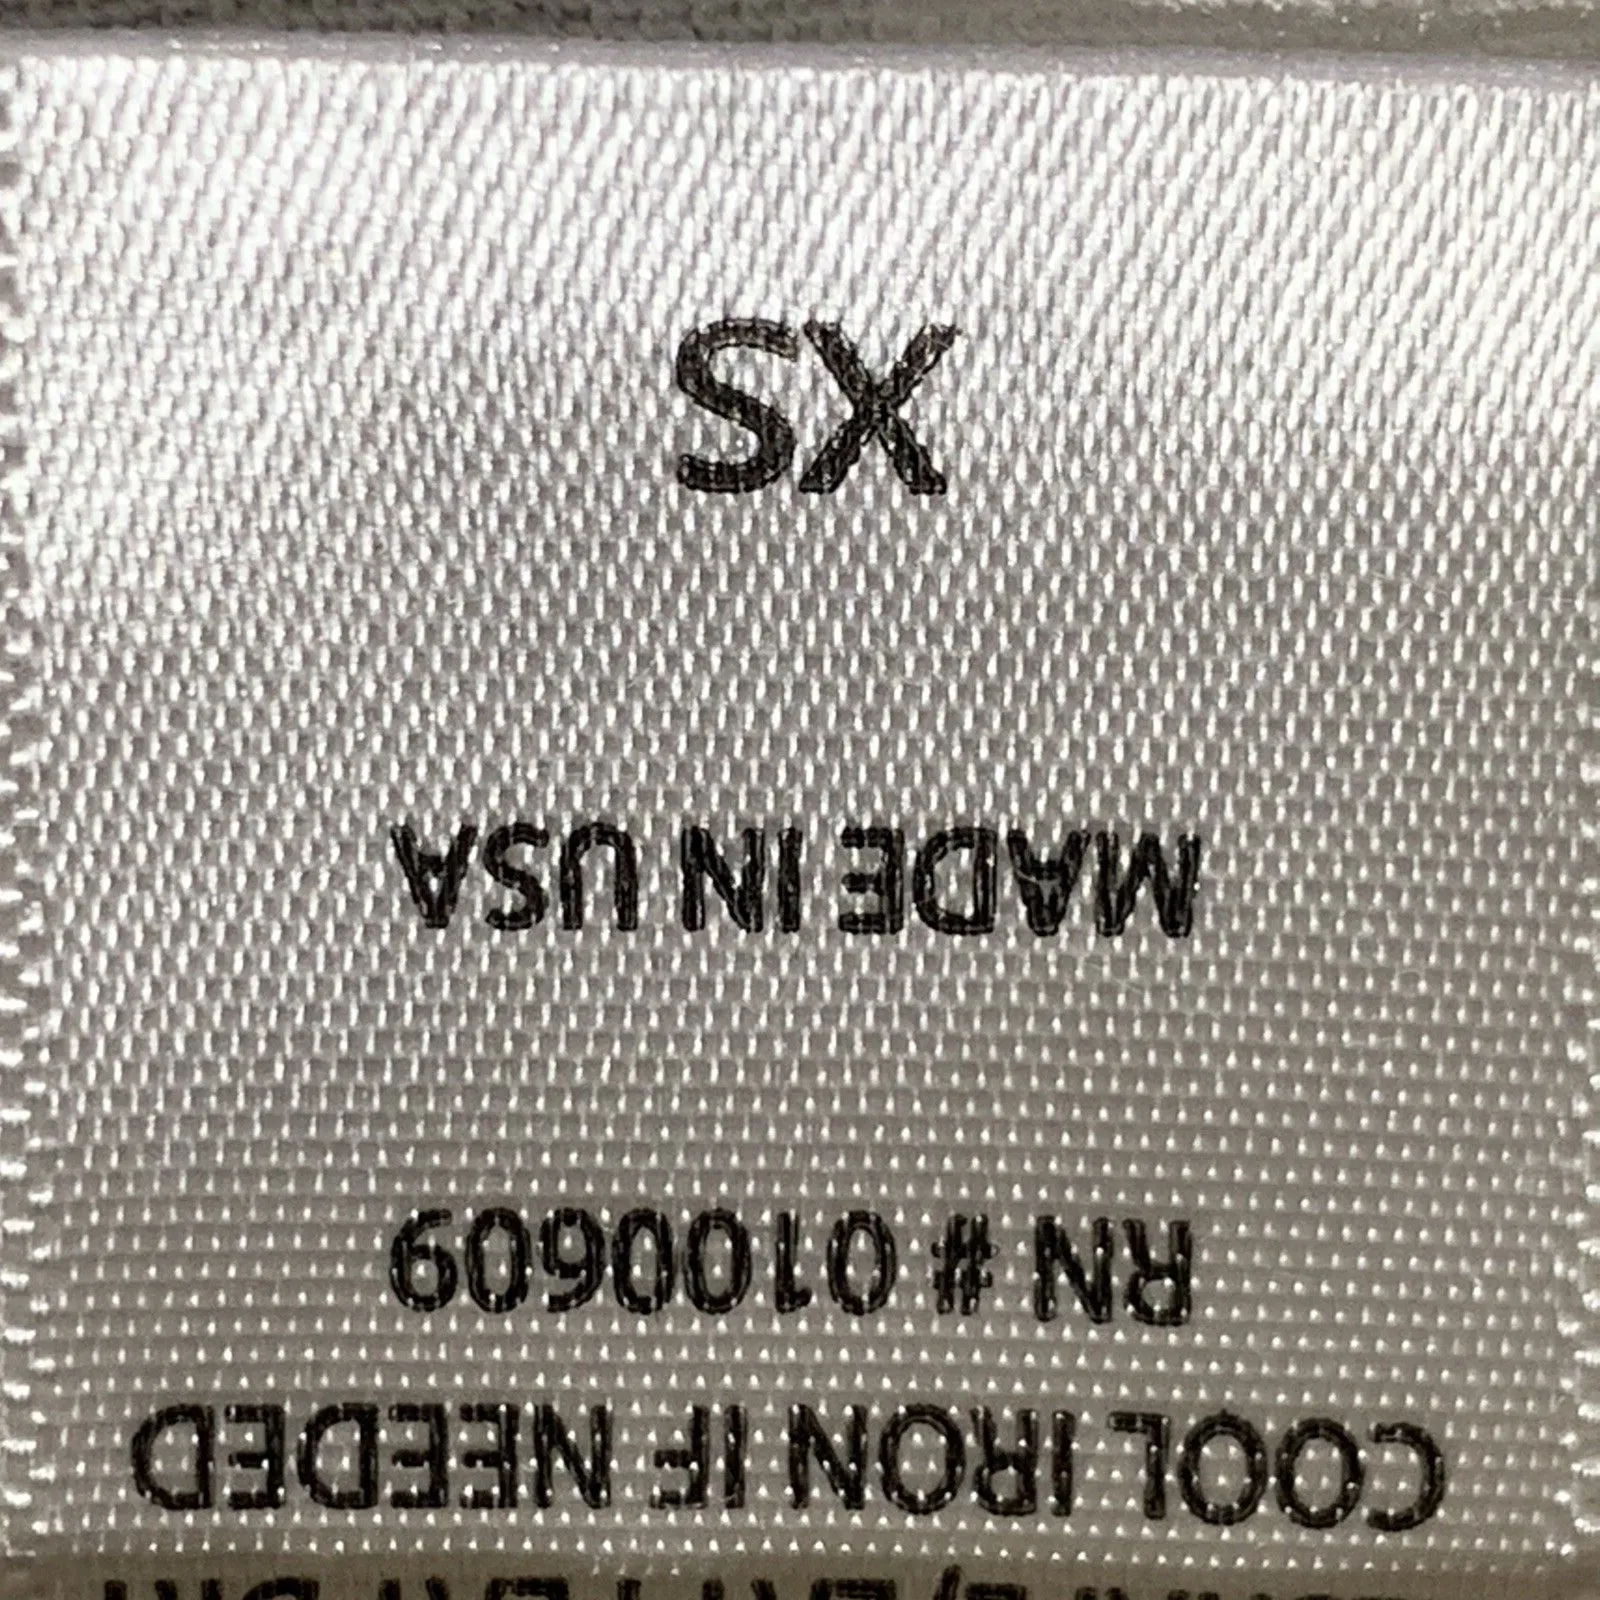 COOL IRON IF NEEDED
RN # 0100609
MADE IN USA
XS